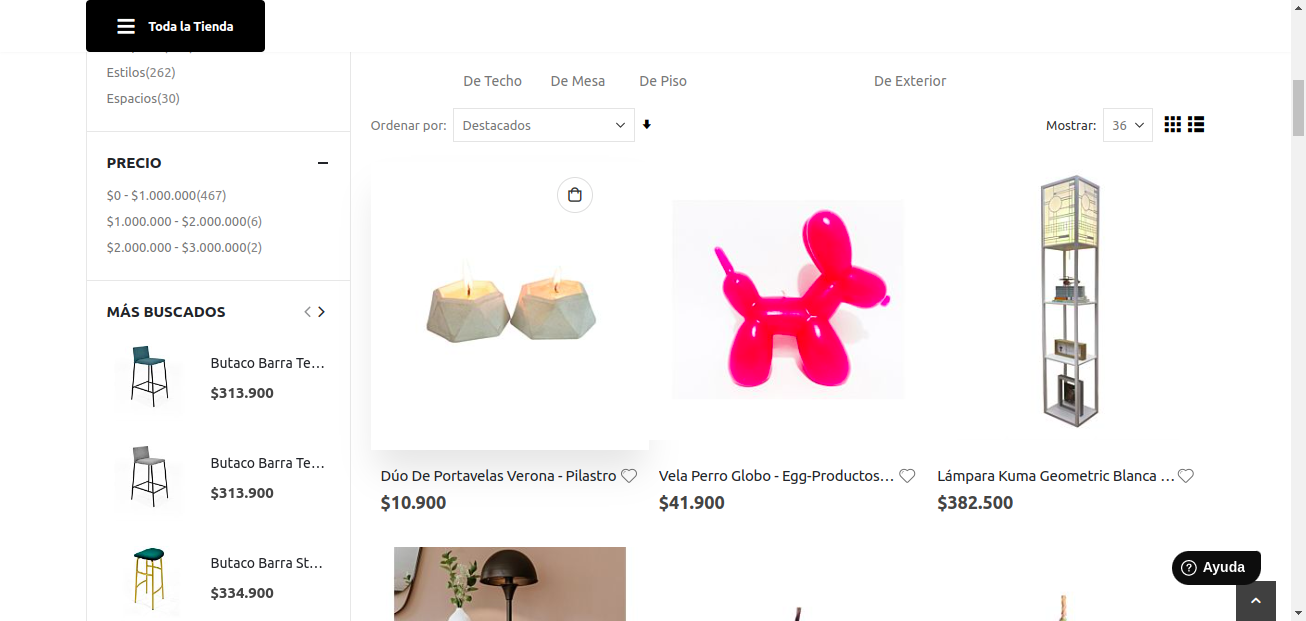 Toda la Tienda
Estilos(262)
Espacios(30)
PRECIO
$0 - $1.000.000(467)
$1.000.000 - $2.000.000(6)
$2.000.000 - $3.000.000(2)
MÁS BUSCADOS
Butaco Barra Te...
$313.900
Butaco Barra Te...
$313.900
Butaco Barra St...
$334.900
De Techo De Mesa De Piso De Exterior
Ordenar por: Destacados Mostrar: 36
Dúo De Portavelas Verona - Pilastro
$10.900
Vela Perro Globo - Egg-Productos...
$41.900
Lámpara Kuma Geometric Blanca ...
$382.500
Ayuda